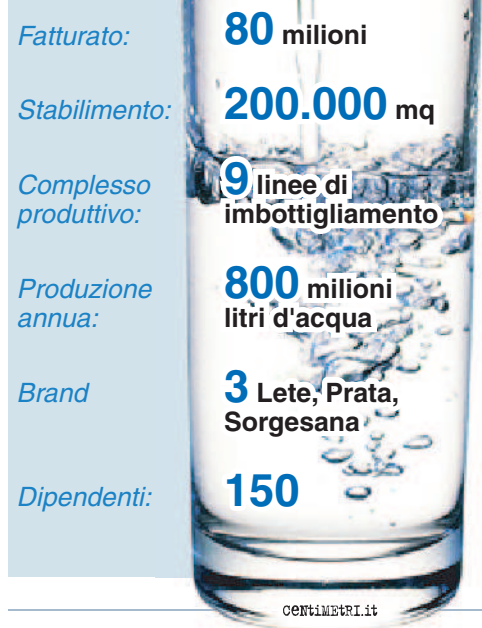 Fatturato: 80 milioni
Stabilimento: 200.000 mq
Complesso produttivo: 9 linee di imbottigliamento
Produzione annua: 800 milioni litri d'acqua
Brand 3 Lete, Prata, Sorgesana
Dipendenti: 150
CENTIMETRI.it